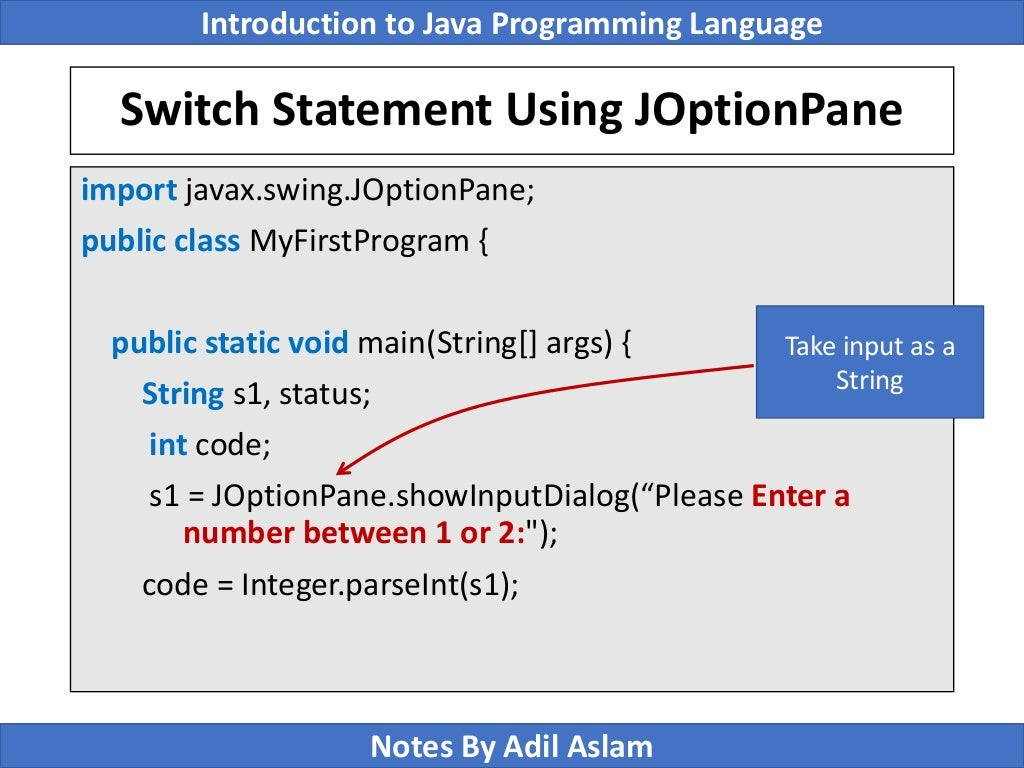 Introduction to Java Programming Language
Switch Statement Using JOptionPane
import javax.swing.JOptionPane;
public class MyFirstProgram {
public static void main(String[] args) {
String s1, status;
int code;
s1 = JOptionPane.showInputDialog(“Please Enter a
number between 1 or 2:");
code = Integer.parseInt(s1);
Take input as a
String
Notes By Adil Aslam